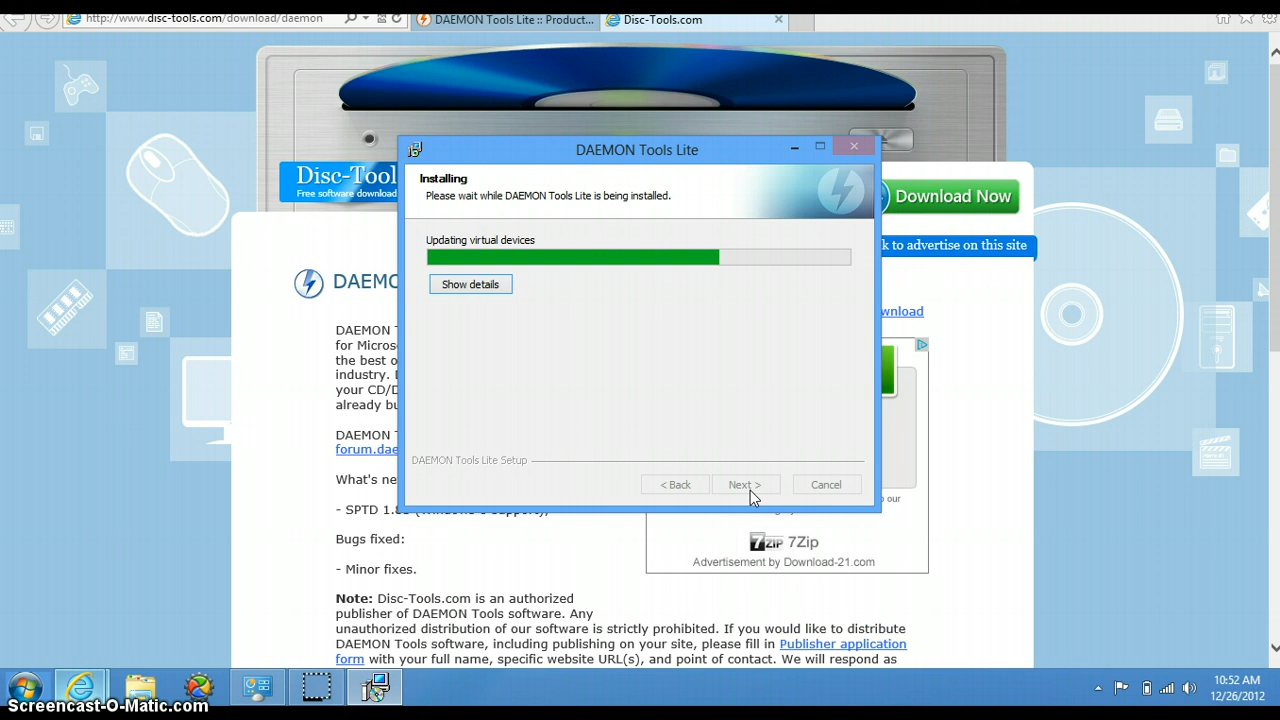 http://www.disc-tools.com/download/daemon
DAEMON Tools Lite :: Product...
Disc-Tools.com
DAEMON Tools Lite
Disc-Tool
Free software download
Installing
Please wait while DAEMON Tools Lite is being installed.
Download Now
k to advertise on this site
Updating virtual devices
Show details
DAEMO
wnload
DAEMON T
for Micros
the best o
industry.
your CD/D
already bu
DAEMON T
forum.dae
DAEMON Tools Lite Setup
What's ne
< Back
Next >
Cancel
our
- SPTD 1.
Bugs fixed:
7ZIP 7Zip
Advertisement by Download-21.com
- Minor fixes.
Note: Disc-Tools.com is an authorized
publisher of DAEMON Tools software. Any
unauthorized distribution of our software is strictly prohibited. If you would like to distribute
DAEMON Tools software, including publishing on your site, please fill in Publisher application
form with your full name, specific website URL(s), and point of contact. We will respond as
10:52 AM
12/26/2012
Screencast-O-Matic.com